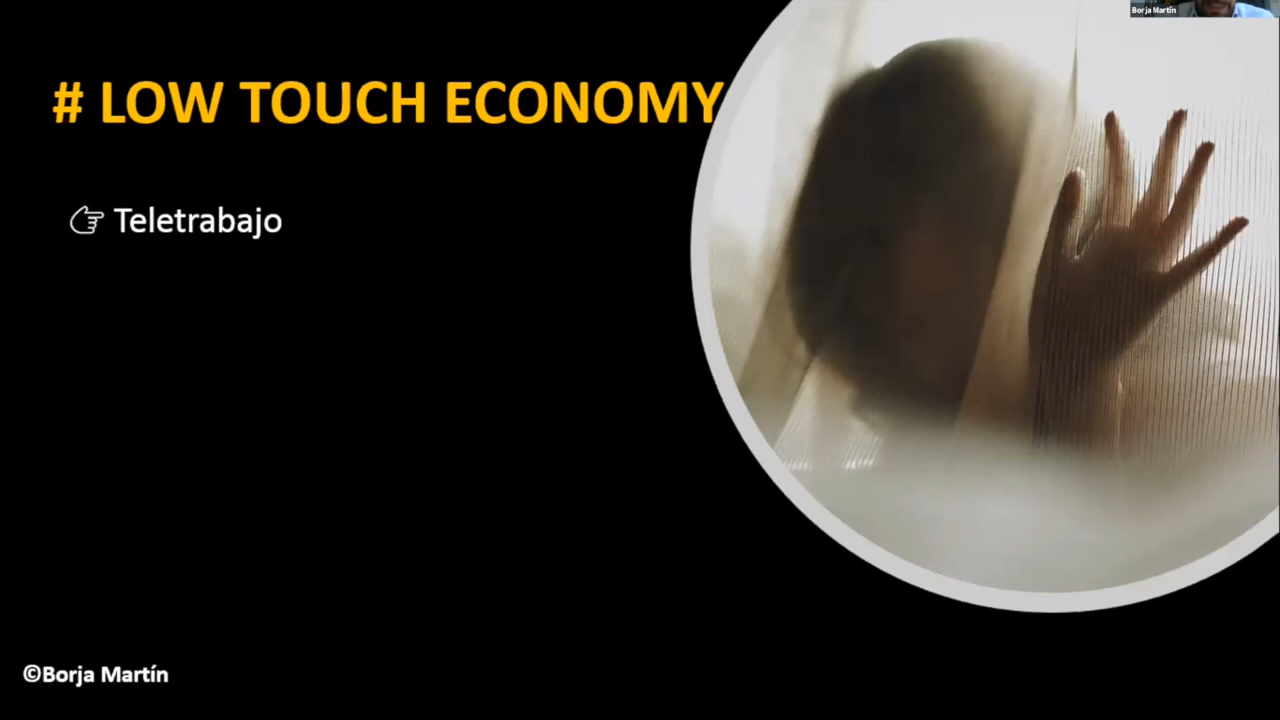 Borja Martín
# LOW TOUCH ECONOMY
👉 Teletrabajo
©Borja Martín